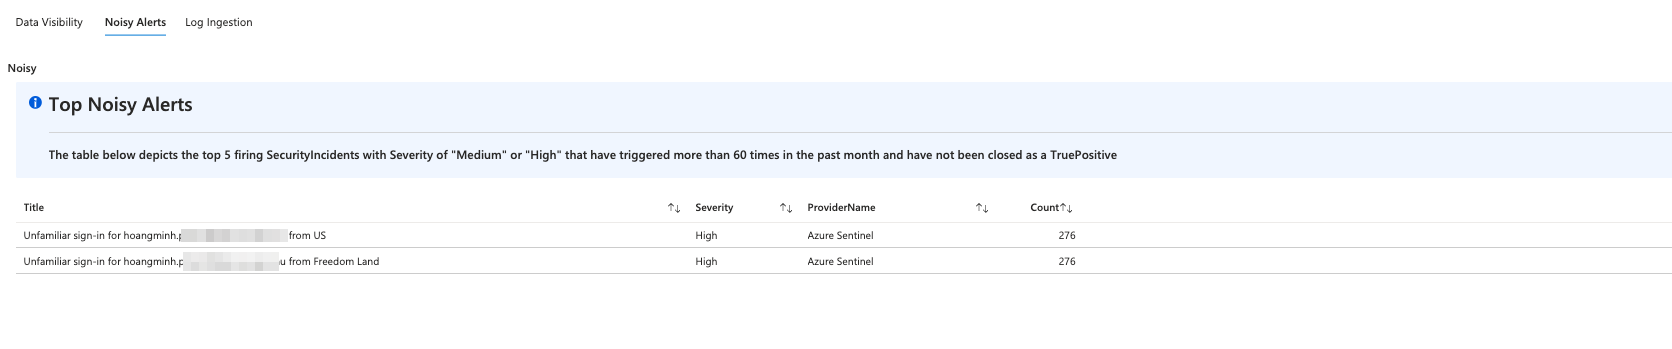 Data Visibility Noisy Alerts Log Ingestion
Noisy
Top Noisy Alerts
The table below depicts the top 5 firing SecurityIncidents with Severity of "Medium" or "High" that have triggered more than 60 times in the past month and have not been closed as a TruePositive
Title ↑↓ Severity ↑↓ ProviderName ↑↓ Count↑↓
Unfamiliar sign-in for from US High Azure Sentinel 276
Unfamiliar sign-in for from Freedom Land High Azure Sentinel 276